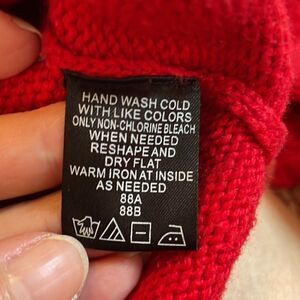 HAND WASH COLD
WITH LIKE COLORS
ONLY NON-CHLORINE BLEACH
WHEN NEEDED
RESHAPE AND
DRY FLAT
WARM IRON AT INSIDE
AS NEEDED
88A
88B